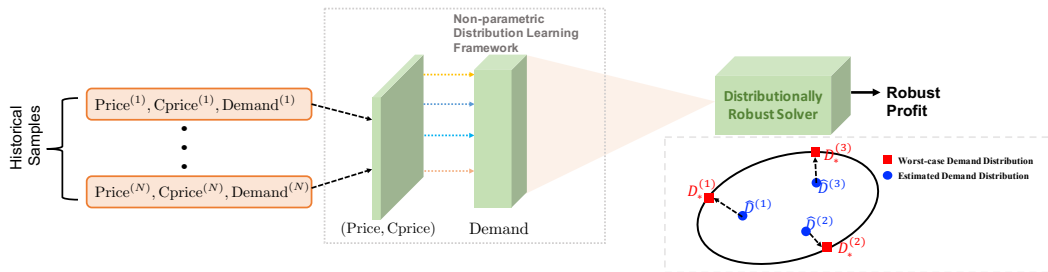 Historical
Samples
Price^(1), Cprice^(1), Demand^(1)
Price^(N), Cprice^(N), Demand^(N)
Non-parametric
Distribution Learning
Framework
(Price, Cprice)
Demand
Distributionally
Robust Solver
Robust
Profit
D_*^(3)
D̂^(3)
D_*^(1)
D̂^(1)
D̂^(2)
D_*^(2)
Worst-case Demand Distribution
Estimated Demand Distribution